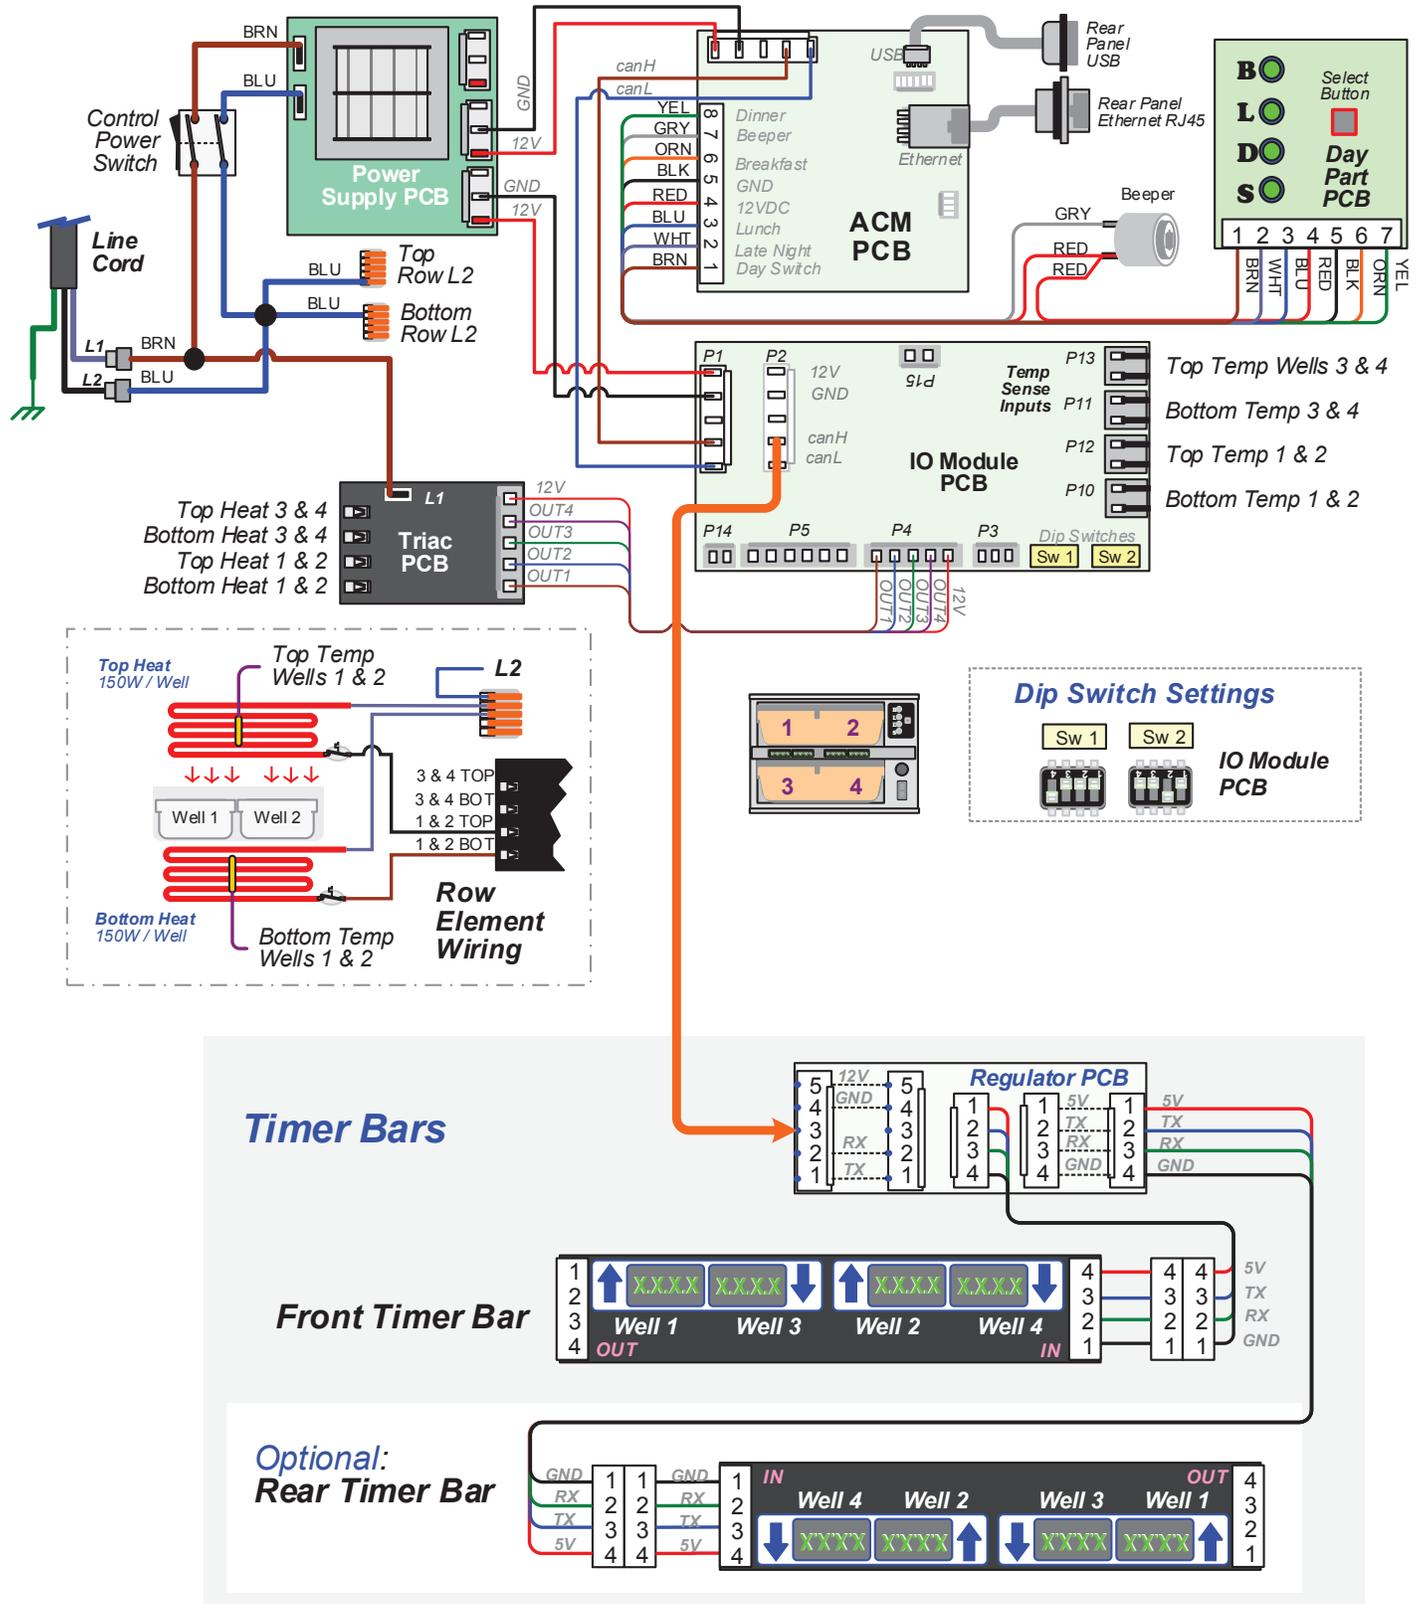 BRN
BLU
Control
Power
Switch
Power
Supply PCB
GND
12V
GND
12V
Line
Cord
BLU
Top
Row L2
BLU
Bottom
Row L2
L1
BRN
L2
BLU
canH
canL
YEL
GRY
ORN
BLK
RED
BLU
WHT
BRN
8
7
6
5
4
3
2
1
Dinner
Beeper
Breakfast
GND
12VDC
Lunch
Late Night
Day Switch
ACM
PCB
USB
Ethernet
Rear
Panel
USB
Rear Panel
Ethernet RJ45
Beeper
GRY
RED
RED
B
L
D
S
Select
Button
Day
Part
PCB
1 2 3 4 5 6 7
BRN
WHT
BLU
RED
BLK
ORN
YEL
P1
P2
12V
GND
canH
canL
P15
Temp
Sense
Inputs
P13
P11
P12
P10
Top Temp Wells 3 & 4
Bottom Temp 3 & 4
Top Temp 1 & 2
Bottom Temp 1 & 2
IO Module
PCB
P14
P5
P4
P3
Dip Switches
Sw 1
Sw 2
OUT1
OUT2
OUT3
OUT4
12V
Top Heat 3 & 4
Bottom Heat 3 & 4
Top Heat 1 & 2
Bottom Heat 1 & 2
L1
Triac
PCB
12V
OUT4
OUT3
OUT2
OUT1
Top Heat
150W / Well
Top Temp
Wells 1 & 2
L2
Well 1
Well 2
3 & 4 TOP
3 & 4 BOT
1 & 2 TOP
1 & 2 BOT
Bottom Heat
150W / Well
Bottom Temp
Wells 1 & 2
Row
Element
Wiring
1 2
3 4
Dip Switch Settings
Sw 1
Sw 2
4 3 2 1
4 3 2 1
IO Module
PCB
Timer Bars
Regulator PCB
5
4
3
2
1
12V
GND
RX
TX
5
4
3
2
1
1
2
3
4
1
2
3
4
5V
TX
RX
GND
1
2
3
4
5V
TX
RX
GND
Front Timer Bar
1
2
3
4
X.X.X.X
X.X.X.X
X.X.X.X
X.X.X.X
Well 1
Well 3
Well 2
Well 4
OUT
IN
4
3
2
1
4
3
2
1
4
3
2
1
5V
TX
RX
GND
Optional:
Rear Timer Bar
GND
RX
TX
5V
1
2
3
4
1
2
3
4
GND
RX
TX
5V
1
2
3
4
IN
OUT
Well 4
Well 2
Well 3
Well 1
X.X.X.X
X.X.X.X
X.X.X.X
X.X.X.X
4
3
2
1